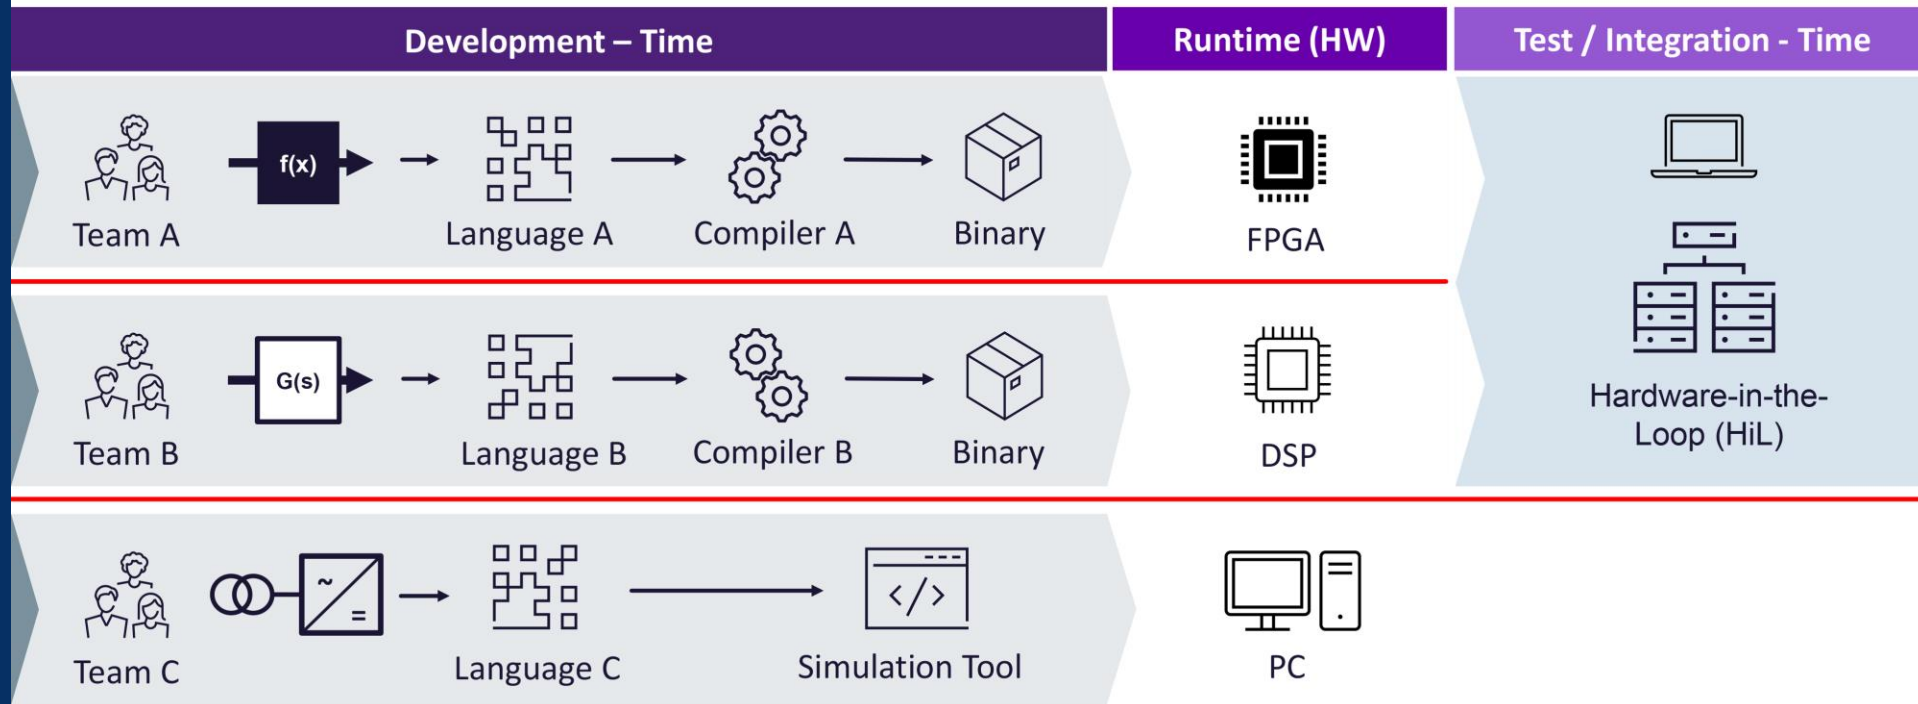 Development – Time
Runtime (HW)
Test / Integration - Time
f(x)
Team A
Language A
Compiler A
Binary
FPGA
G(s)
Team B
Language B
Compiler B
Binary
DSP
Hardware-in-the-
Loop (HiL)
~
=
</>
Team C
Language C
Simulation Tool
PC